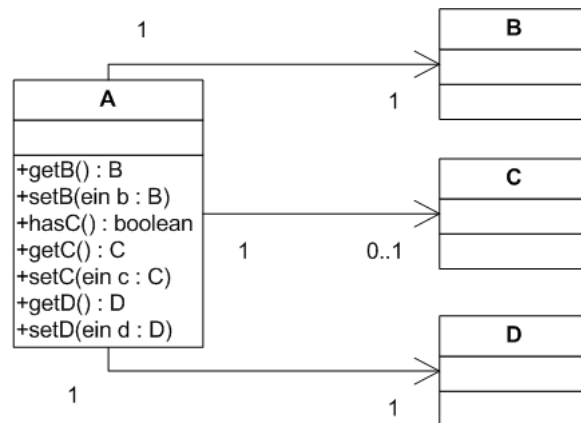 1
B
A
1
+getB() : B
+setB(ein b : B)
+hasC() : boolean
+getC() : C
+setC(ein c : C)
+getD() : D
+setD(ein d : D)
C
1
0..1
D
1
1